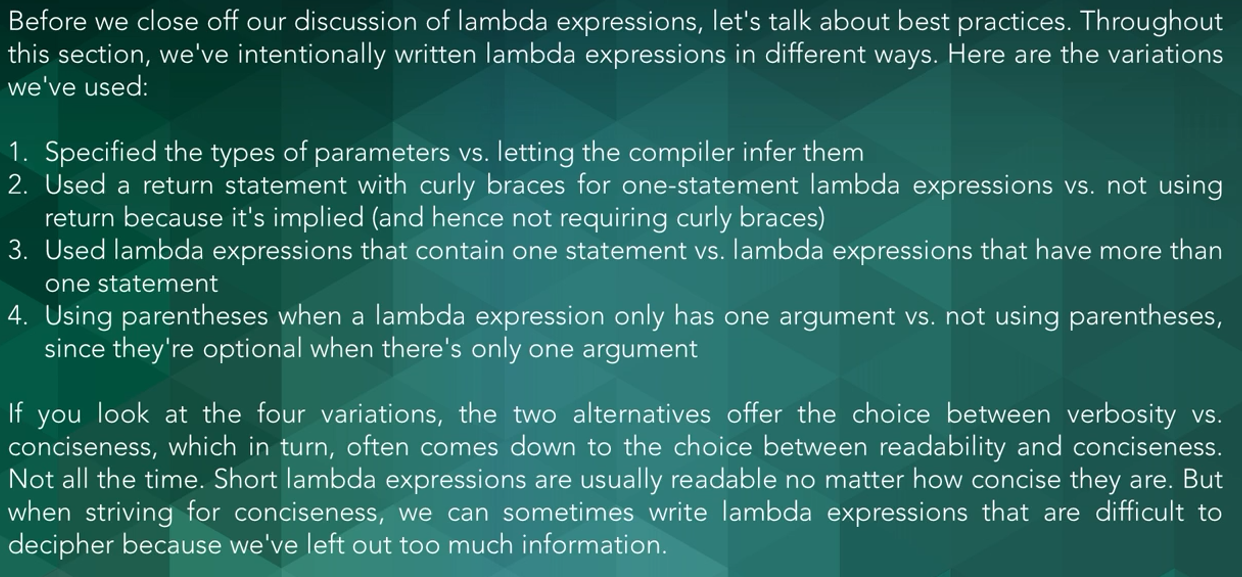 Before we close off our discussion of lambda expressions, let's talk about best practices. Throughout
this section, we've intentionally written lambda expressions in different ways. Here are the variations
we've used:
1. Specified the types of parameters vs. letting the compiler infer them
2. Used a return statement with curly braces for one-statement lambda expressions vs. not using
return because it's implied (and hence not requiring curly braces)
3. Used lambda expressions that contain one statement vs. lambda expressions that have more than
one statement
4. Using parentheses when a lambda expression only has one argument vs. not using parentheses,
since they're optional when there's only one argument
If you look at the four variations, the two alternatives offer the choice between verbosity vs.
conciseness, which in turn, often comes down to the choice between readability and conciseness.
Not all the time. Short lambda expressions are usually readable no matter how concise they are. But
when striving for conciseness, we can sometimes write lambda expressions that are difficult to
decipher because we've left out too much information.